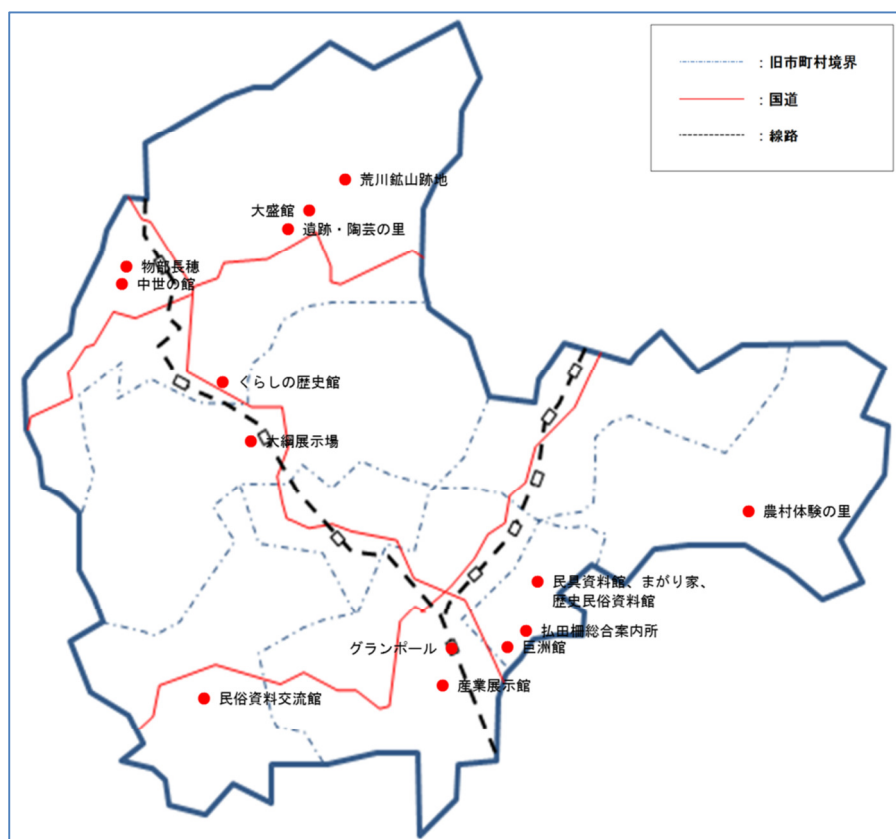 ：旧市町村境界
：国道
：線路
荒川鉱山跡地
大盛館
遺跡・陶芸の里
物部長穂
中世の館
くらしの歴史館
大綱展示場
農村体験の里
民具資料館、まがり家、
歴史民俗資料館
払田柵総合案内所
グランポール
巨洲館
産業展示館
民俗資料交流館